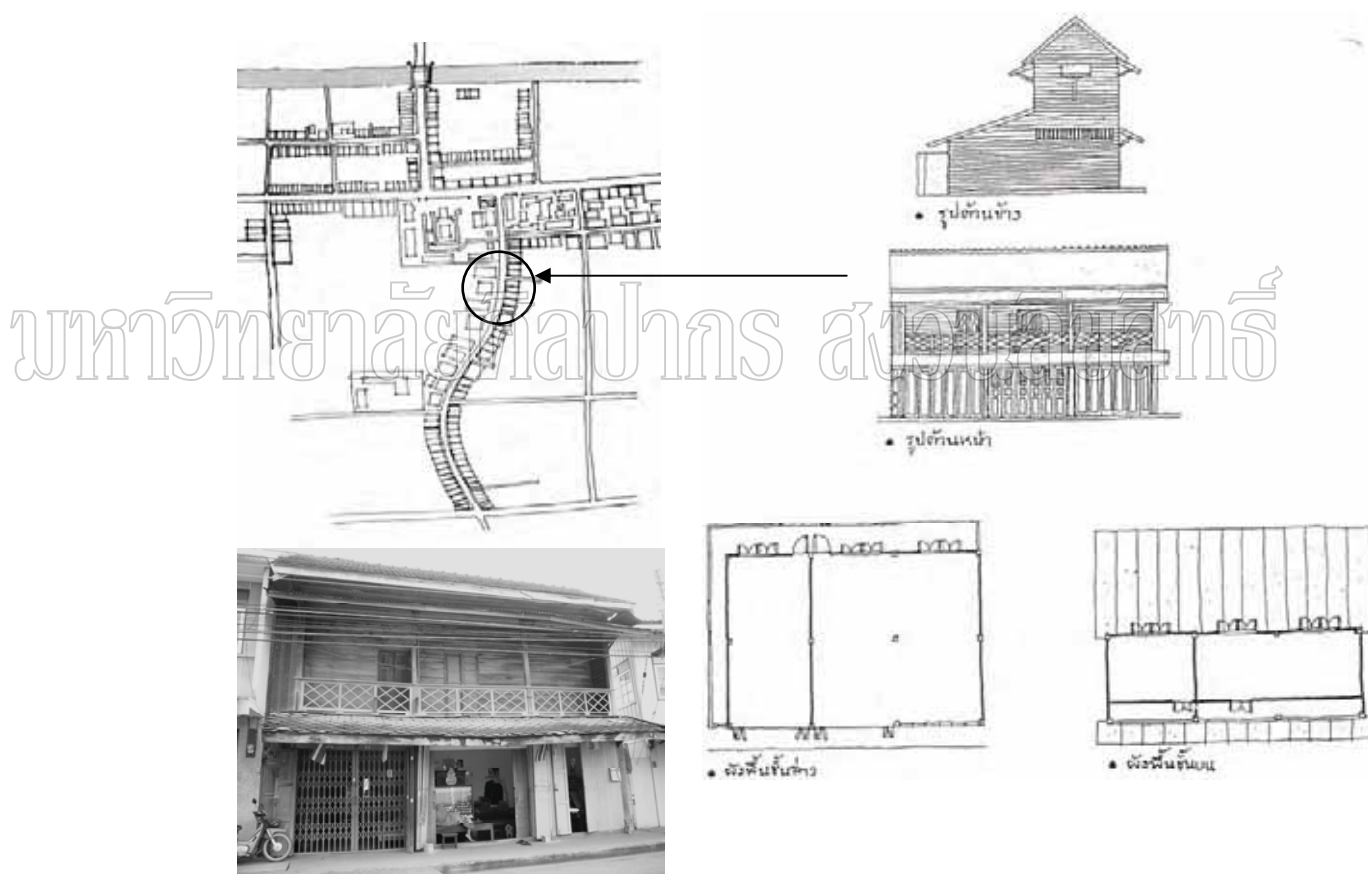 • รูปด้านข้าง
มหาวิทยาลัยศิลปากร สงวนลิขสิทธิ์
• รูปด้านหน้า
• ผังพื้นชั้นล่าง
• ผังพื้นชั้นบน